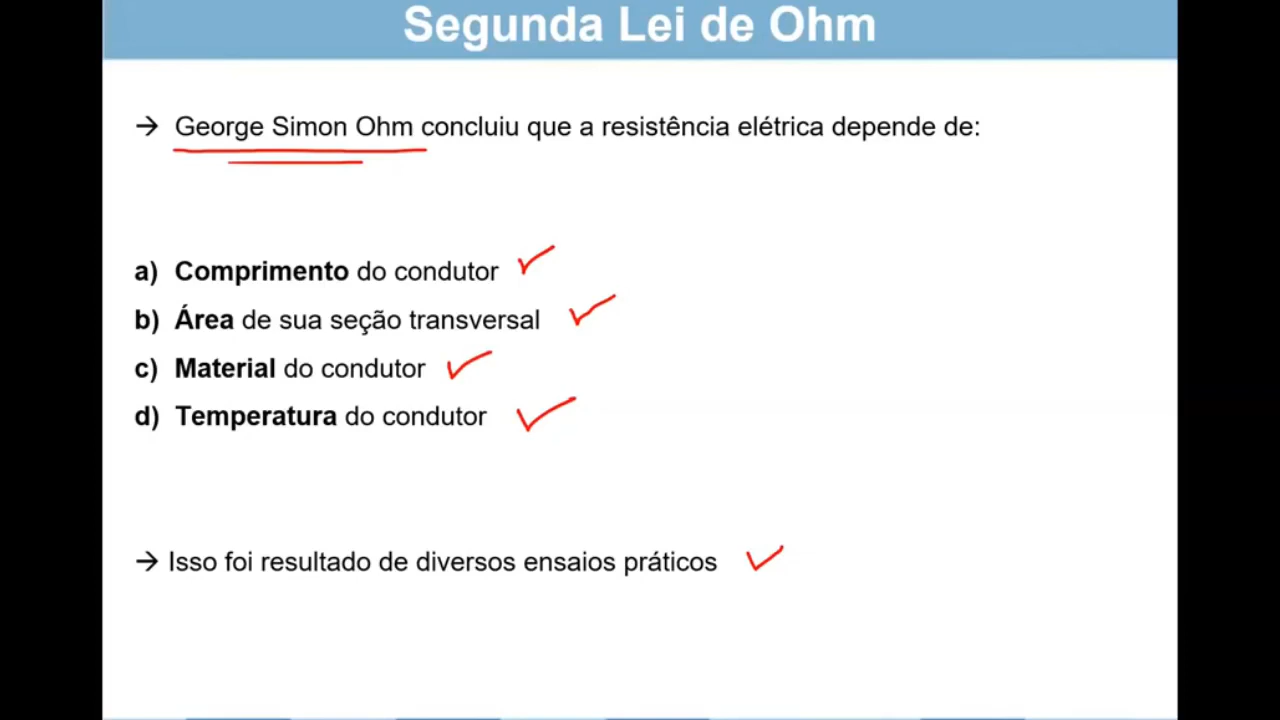 Segunda Lei de Ohm
→ George Simon Ohm concluiu que a resistência elétrica depende de:
a) Comprimento do condutor
b) Área de sua seção transversal
c) Material do condutor
d) Temperatura do condutor
→ Isso foi resultado de diversos ensaios práticos